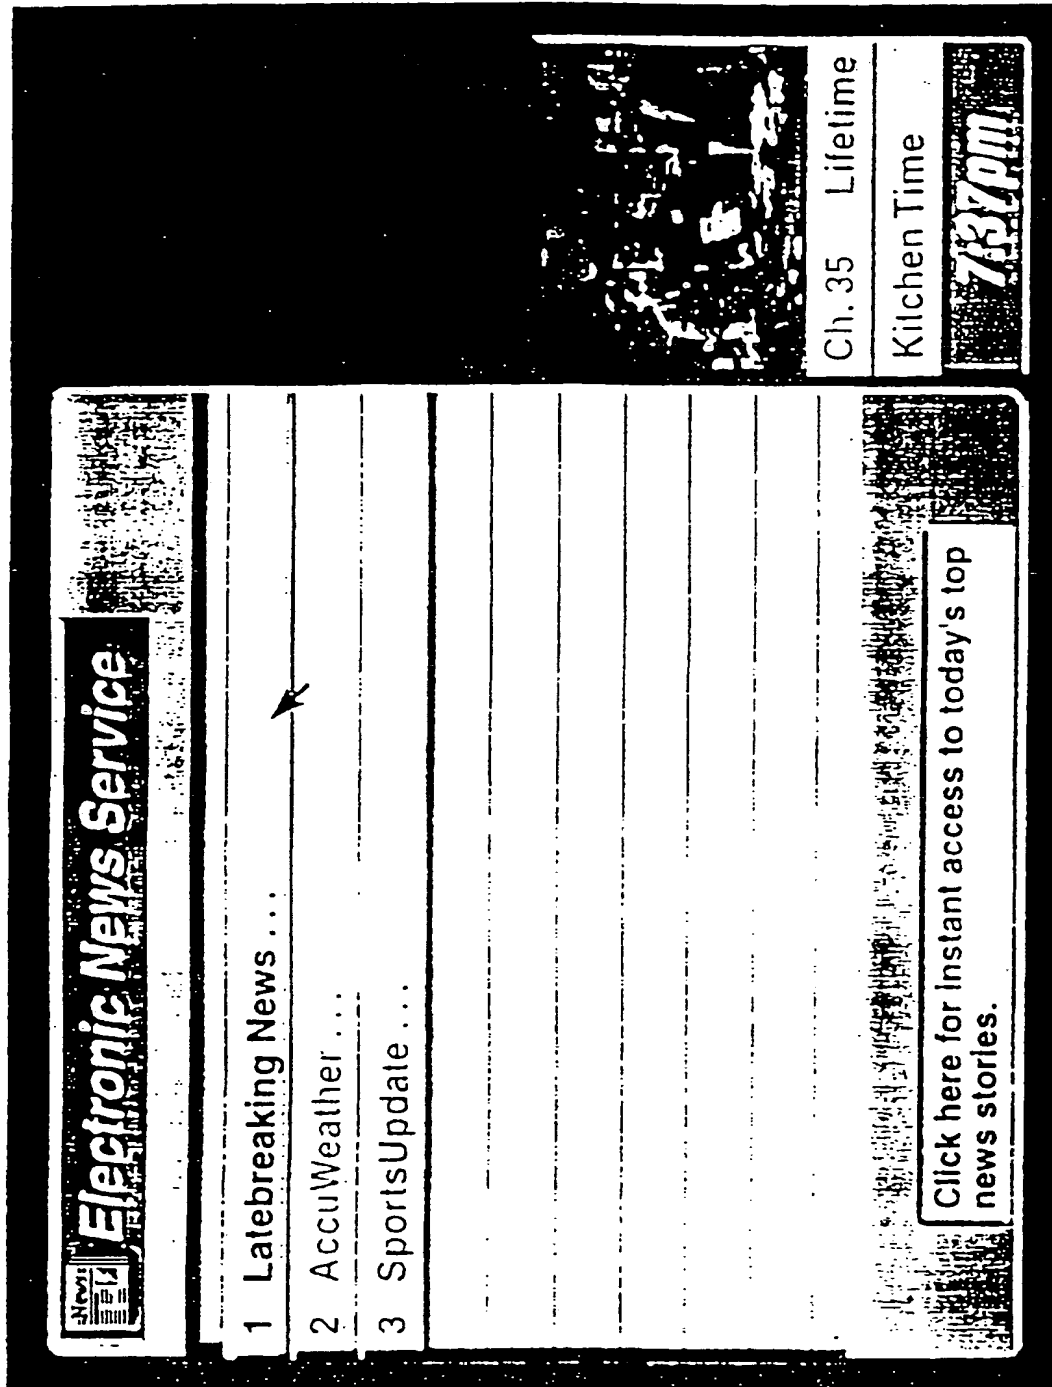 News
Electronic News Service
1 Latebreaking News...
2 AccuWeather...
3 SportsUpdate...
Click here for Instant access to today's top
news stories.
Ch. 35 Lifetime
Kitchen Time
7:37pm